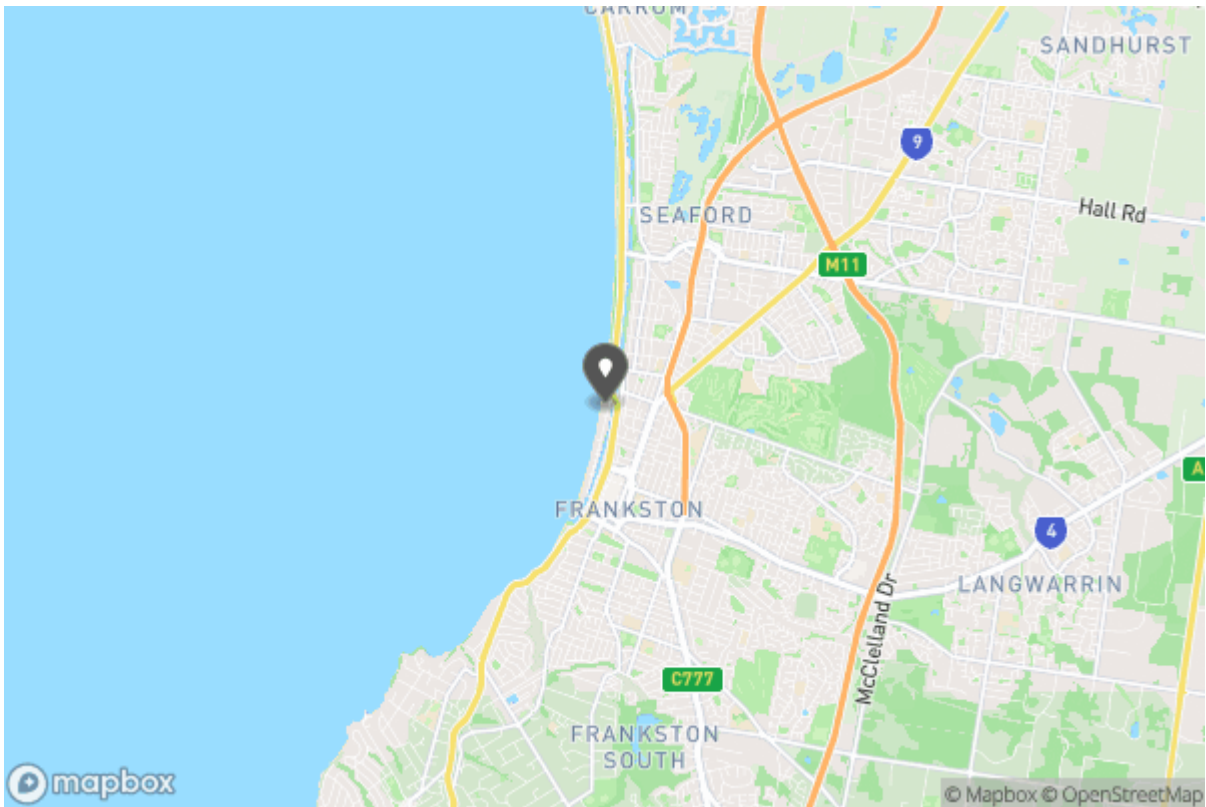 CARRUM
SANDHURST
9
Hall Rd
SEAFORD
M11
A
FRANKSTON
4
LANGWARRIN
McClelland Dr
C777
FRANKSTON
SOUTH
mapbox
© Mapbox © OpenStreetMap